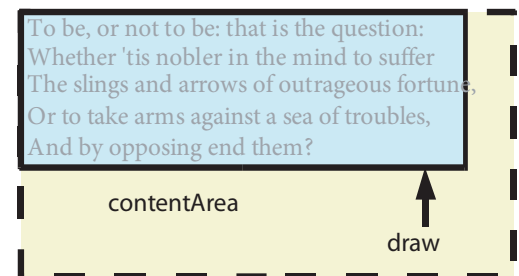 To be, or not to be: that is the question:
Whether 'tis nobler in the mind to suffer
The slings and arrows of outrageous fortune,
Or to take arms against a sea of troubles,
And by opposing end them?
contentArea
draw